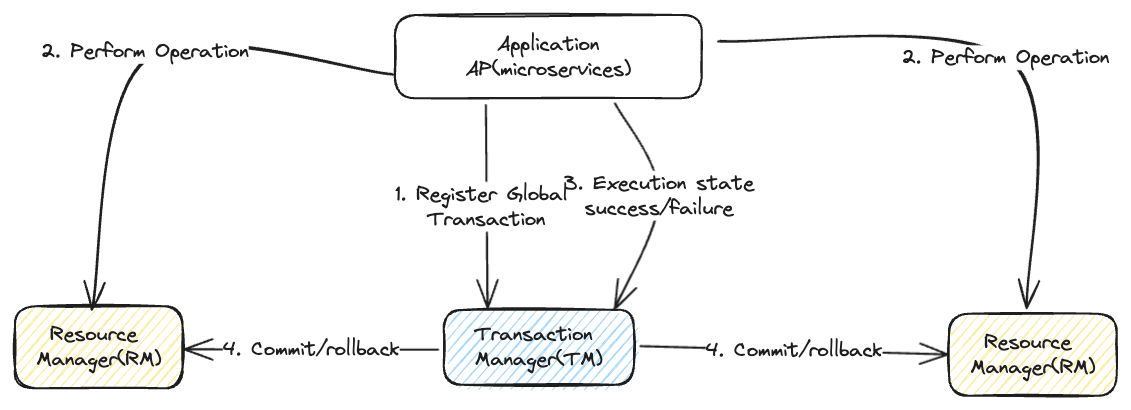 Application
AP(microservices)
2. Perform Operation
2. Perform Operation
1. Register Global
Transaction
3. Execution state
success/failure
Resource
Manager(RM)
4. Commit/rollback
Transaction
Manager(TM)
4. Commit/rollback
Resource
Manager(RM)